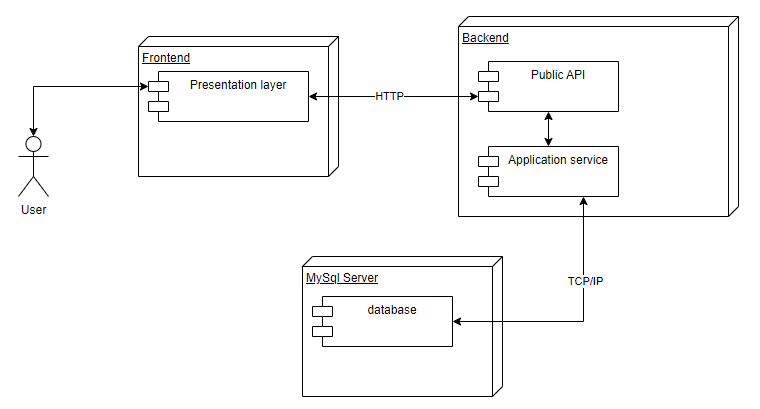 Frontend
Presentation layer
HTTP
Backend
Public API
Application service
User
TCP/IP
MySql Server
database